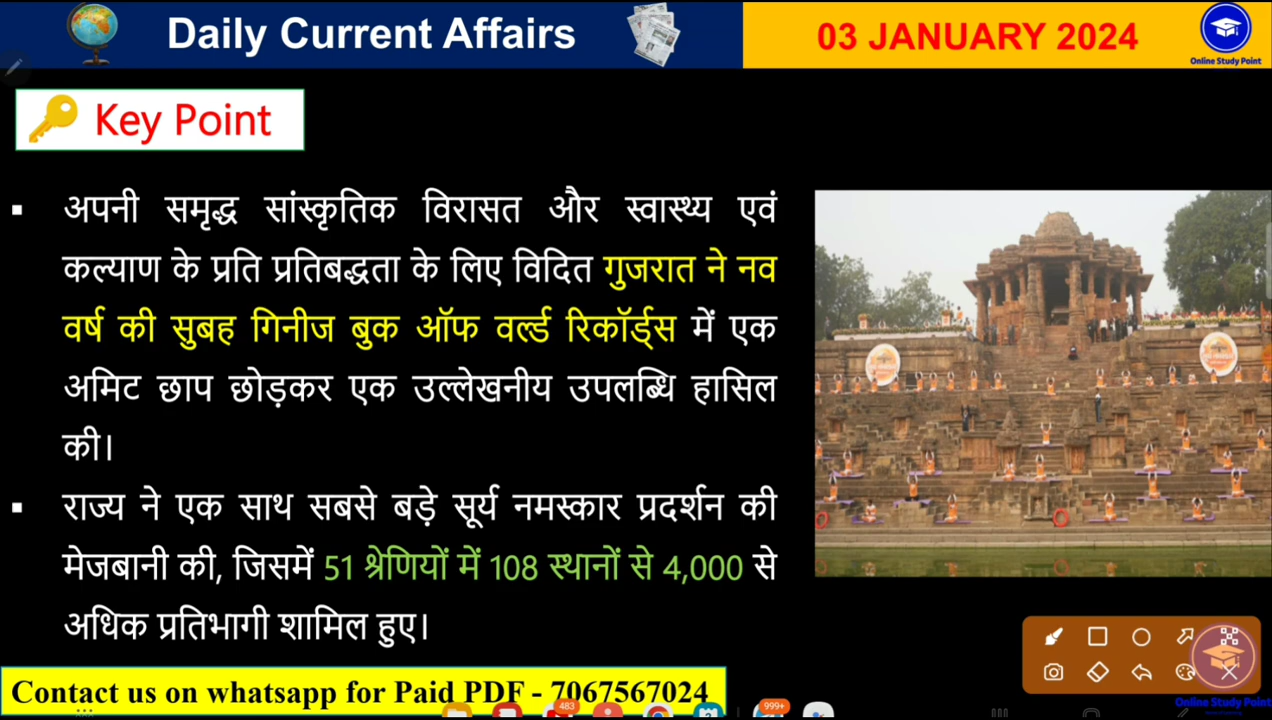 Daily Current Affairs
03 JANUARY 2024
Online Study Point
Key Point
▪ अपनी समृद्ध सांस्कृतिक विरासत और स्वास्थ्य एवं
कल्याण के प्रति प्रतिबद्धता के लिए विदित गुजरात ने नव
वर्ष की सुबह गिनीज बुक ऑफ वर्ल्ड रिकॉर्ड्स में एक
अमिट छाप छोड़कर एक उल्लेखनीय उपलब्धि हासिल
की।
▪ राज्य ने एक साथ सबसे बड़े सूर्य नमस्कार प्रदर्शन की
मेजबानी की, जिसमें 51 श्रेणियों में 108 स्थानों से 4,000 से
अधिक प्रतिभागी शामिल हुए।
Contact us on whatsapp for Paid PDF - 7067567024
483
999+
Online Study Point